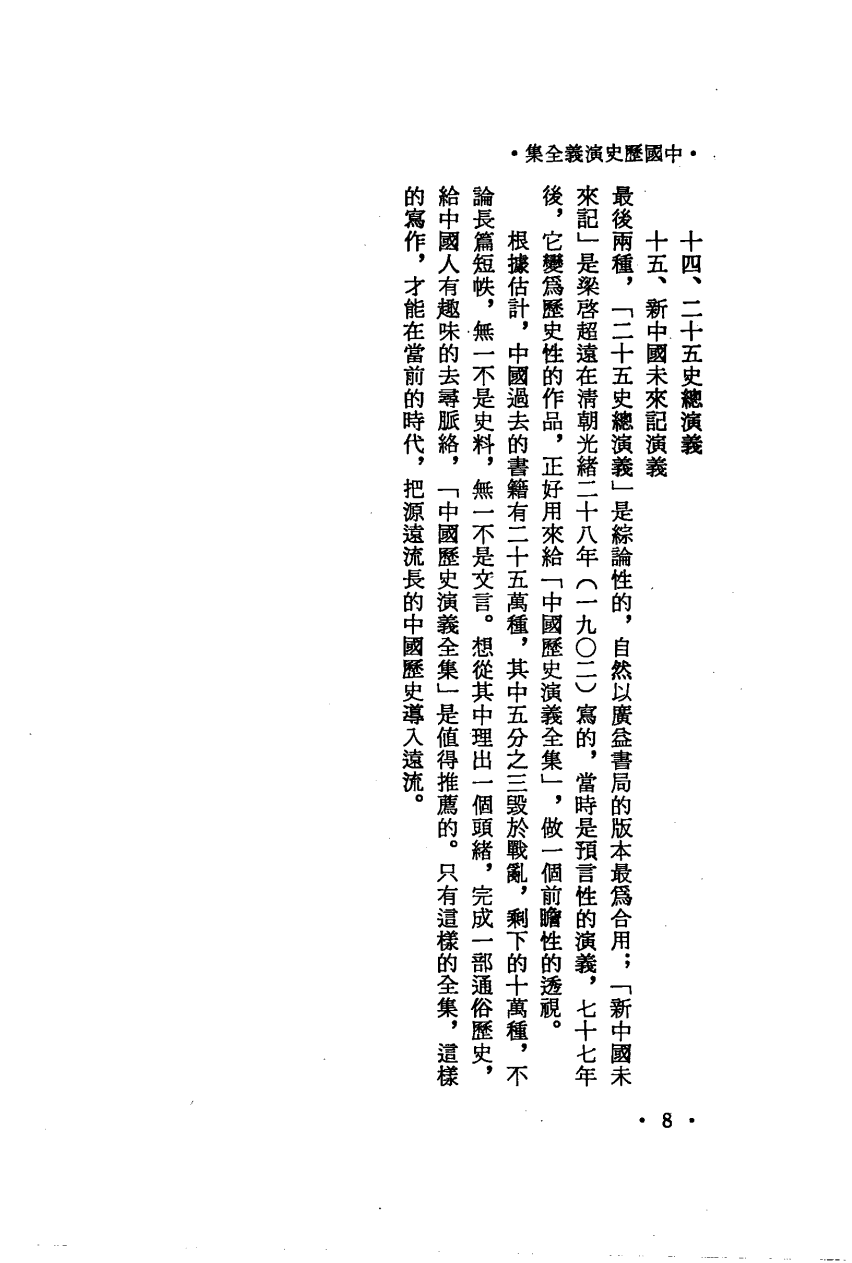 •中國歷史演義全集•
十四、二十五史總演義
十五、新中國未來記演義
最後兩種，「二十五史總演義」是綜論性的，自然以廣益書局的版本最爲合用；「新中國未
來記」是梁啓超遠在清朝光緒二十八年（一九〇二）寫的，當時是預言性的演義，七十七年
後，它變爲歷史性的作品，正好用來給「中國歷史演義全集」，做一個前瞻性的透視。
根據估計，中國過去的書籍有二十五萬種，其中五分之三毀於戰亂，剩下的十萬種，不
論長篇短帙，無一不是史料，無一不是文言。想從其中理出一個頭緒，完成一部通俗歷史，
給中國人有趣味的去尋脈絡，「中國歷史演義全集」是值得推薦的。只有這樣的全集，這樣
的寫作，才能在當前的時代，把源遠流長的中國歷史導入遠流。
• 8 •